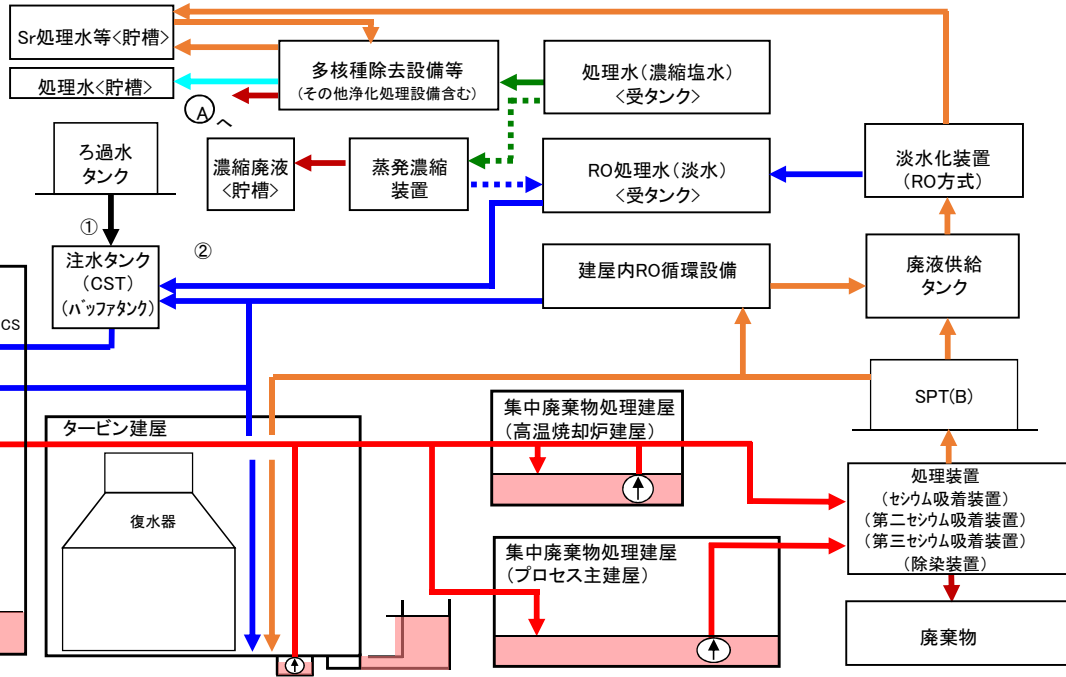 Sr処理水等<貯槽>
処理水<貯槽>
多核種除去設備等
(その他浄化処理設備含む)
処理水(濃縮塩水)
<受タンク>
A
へ
ろ過水
タンク
濃縮廃液
<貯槽>
蒸発濃縮
装置
RO処理水(淡水)
<受タンク>
淡水化装置
(RO方式)
①
②
注水タンク
(CST)
(バッファタンク)
建屋内RO循環設備
廃液供給
タンク
CS
SPT(B)
タービン建屋
復水器
集中廃棄物処理建屋
(高温焼却炉建屋)
集中廃棄物処理建屋
(プロセス主建屋)
処理装置
(セシウム吸着装置)
(第二セシウム吸着装置)
(第三セシウム吸着装置)
(除染装置)
廃棄物